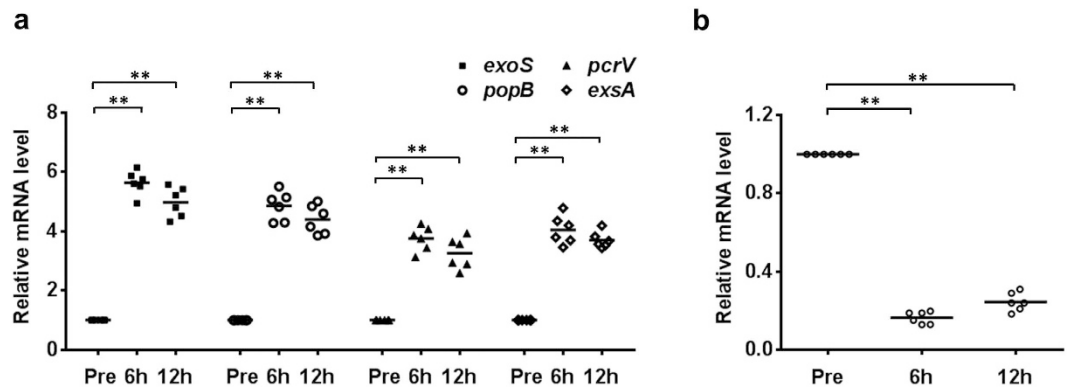 a
exoS
pcrV
popB
exsA
** ** ** ** ** ** ** **
Relative mRNA level
8
6
4
2
0
Pre 6h 12h Pre 6h 12h Pre 6h 12h Pre 6h 12h
b
**
**
Relative mRNA level
1.2
0.8
0.4
0.0
Pre 6h 12h